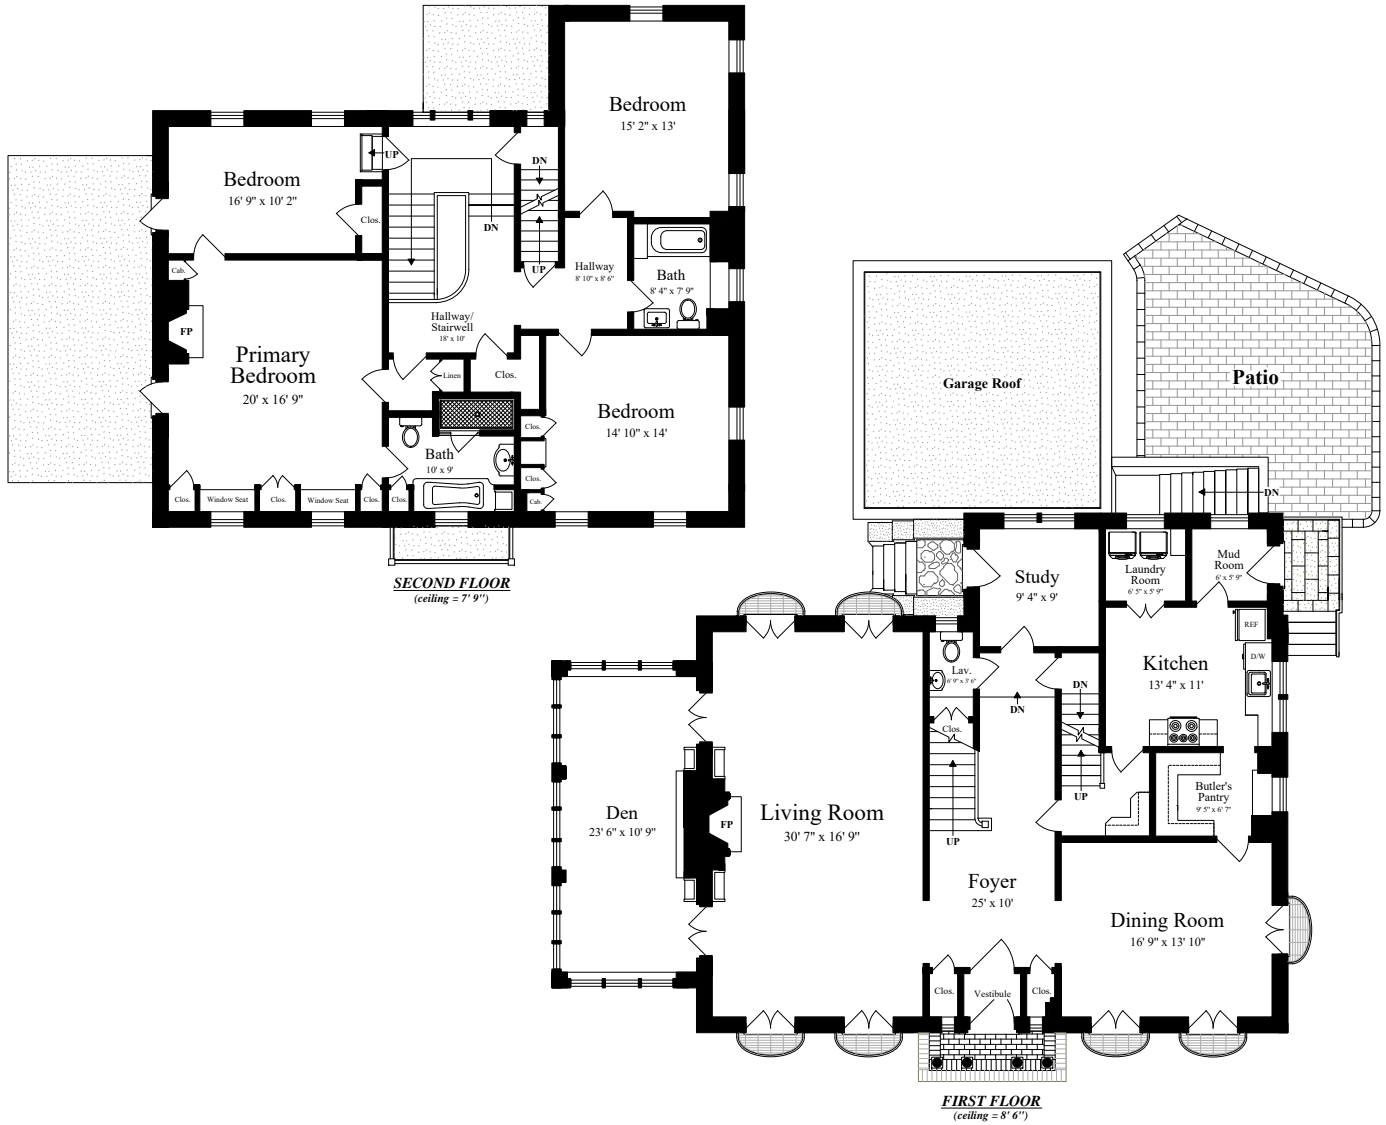 Bedroom
15' 2" x 13'
UP
DN
Bedroom
16' 9" x 10' 2"
Clos.
DN
UP
Hallway
8' 10" x 8' 6"
Bath
8' 4" x 7' 9"
Cab.
FP
Hallway/
Stairwell
18' x 10'
Primary
Bedroom
20' x 16' 9"
Linen
Clos.
Bedroom
14' 10" x 14'
Clos.
Bath
10' x 9'
Clos.
Cab.
Clos.
Window Seat
Clos.
Window Seat
Clos.
Clos.
SECOND FLOOR
(ceiling = 7' 9")
Garage Roof
Patio
DN
Study
9' 4" x 9'
Laundry
Room
6' 5" x 5' 9"
Mud
Room
6' x 5' 9"
REF
D/W
Kitchen
13' 4" x 11'
Lav.
6' 9" x 3' 6"
DN
DN
Clos.
UP
UP
Butler's
Pantry
9' 5" x 6' 7"
Den
23' 6" x 10' 9"
FP
Living Room
30' 7" x 16' 9"
Foyer
25' x 10'
Dining Room
16' 9" x 13' 10"
Clos.
Vestibule
Clos.
FIRST FLOOR
(ceiling = 8' 6")